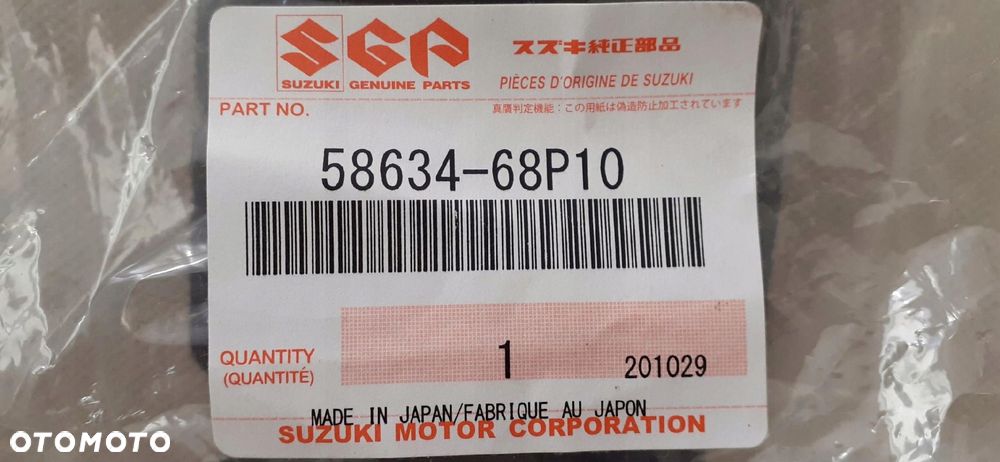 SGP
スズキ純正部品
SUZUKI GENUINE PARTS
PIÈCES D'ORIGINE DE SUZUKI
PART NO.
真贋判定機能：この用紙は偽造防止加工されています
58634-68P10
QUANTITY
(QUANTITÉ)
1
201029
MADE IN JAPAN/FABRIQUE AU JAPON
SUZUKI MOTOR CORPORATION
OTOMOTO